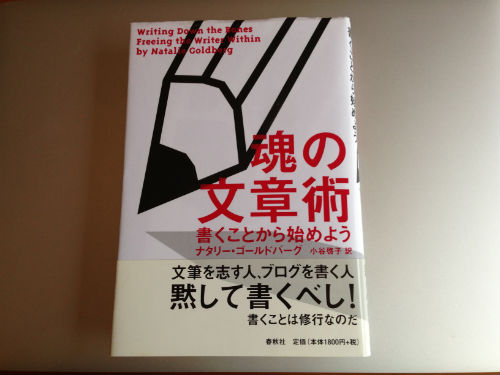 Writing Down the Bones
Freeing the Writer Within
by Natalie Goldberg
魂の
文章術
書くことから始めよう
ナタリー・ゴールドバーグ 小谷啓子 訳
文筆を志す人、ブログを書く人
黙して書くべし!
書くことは修行なのだ
春秋社 定価(本体1800円+税)